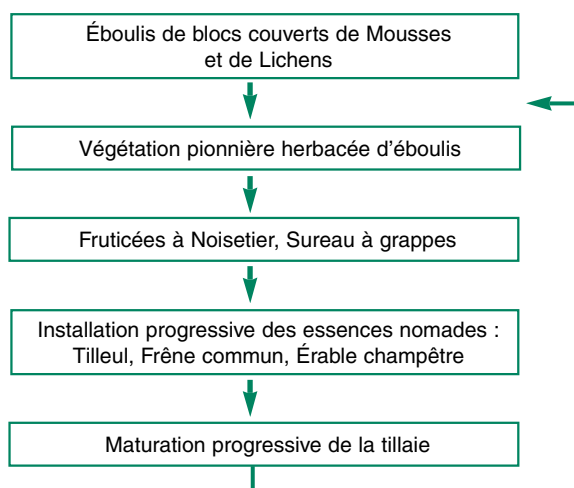 Éboulis de blocs couverts de Mousses
et de Lichens
Végétation pionnière herbacée d’éboulis
Fruticées à Noisetier, Sureau à grappes
Installation progressive des essences nomades :
Tilleul, Frêne commun, Érable champêtre
Maturation progressive de la tillaie